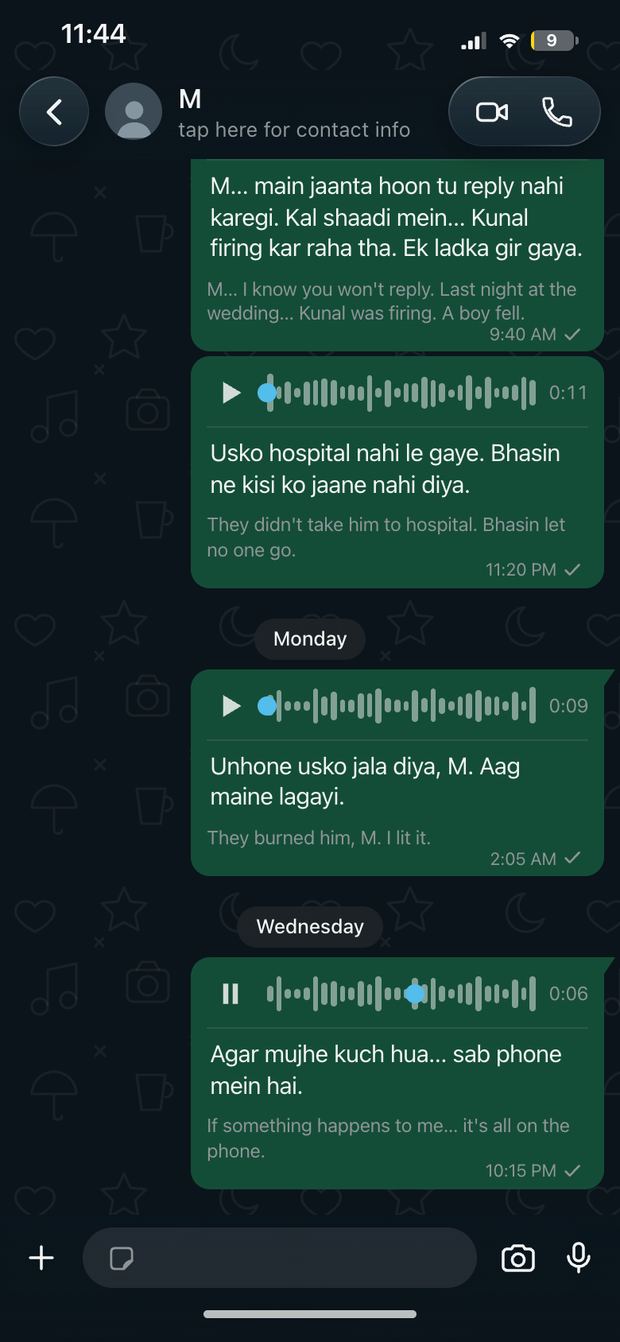 11:44
9
M
tap here for contact info
M... main jaanta hoon tu reply nahi
karegi. Kal shaadi mein... Kunal
firing kar raha tha. Ek ladka gir gaya.
M... I know you won't reply. Last night at the
wedding... Kunal was firing. A boy fell.
9:40 AM
0:11
Usko hospital nahi le gaye. Bhasin
ne kisi ko jaane nahi diya.
They didn't take him to hospital. Bhasin let
no one go.
11:20 PM
Monday
0:09
Unhone usko jala diya, M. Aag
maine lagayi.
They burned him, M. I lit it.
2:05 AM
Wednesday
0:06
Agar mujhe kuch hua... sab phone
mein hai.
If something happens to me... it's all on the
phone.
10:15 PM